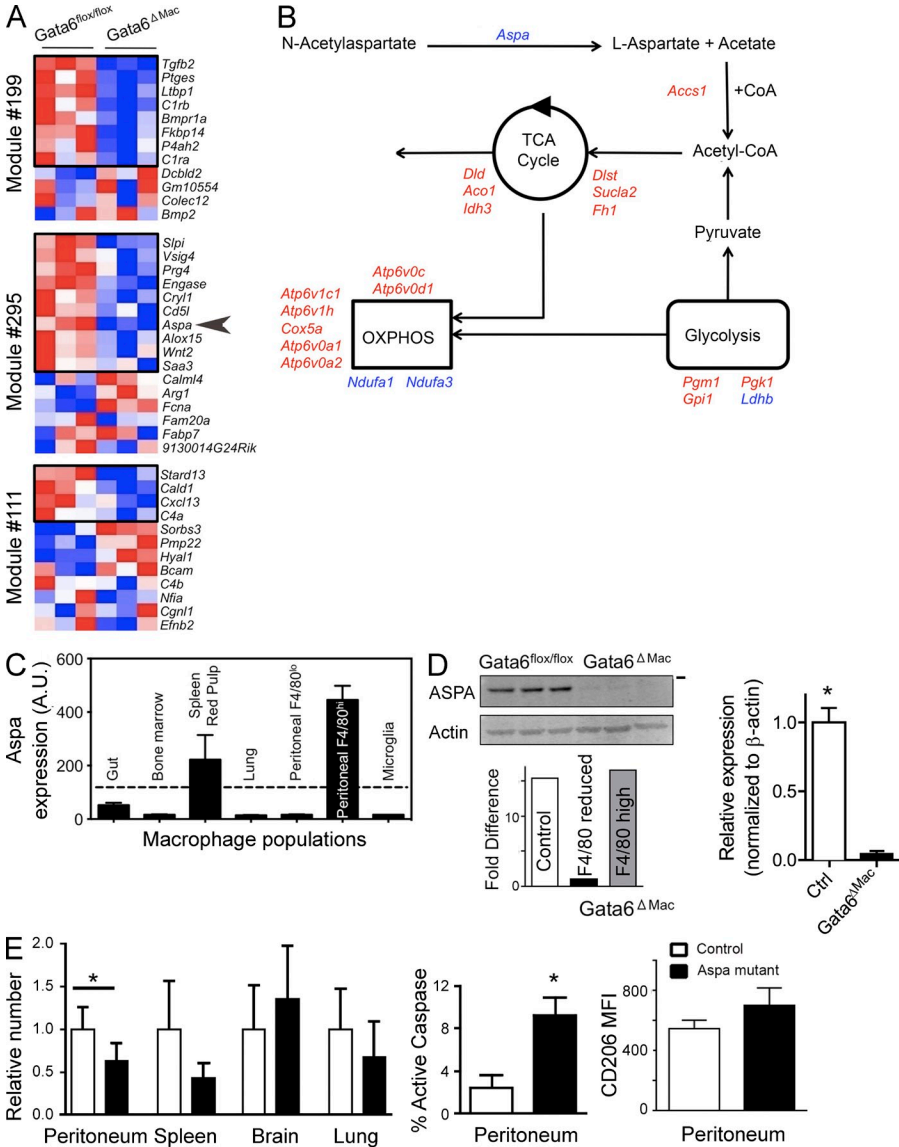 A
Gata6flox/flox Gata6ΔMac
Module #199
Tgfb2
Ptges
Ltbp1
C1rb
Bmpr1a
Fkbp14
P4ah2
C1ra
Dcbld2
Gm10554
Colec12
Bmp2
Module #295
Slpi
Vsig4
Prg4
Engase
Cryl1
Cd5l
Aspa
Alox15
Wnt2
Saa3
Calml4
Arg1
Fcna
Fam20a
Fabp7
9130014G24Rik
Module #111
Stard13
Cald1
Cxcl13
C4a
Sorbs3
Pmp22
Hyal1
Bcam
C4b
Nfia
Cgnl1
Efnb2
B
N-Acetylaspartate
Aspa
L-Aspartate + Acetate
Accs1
+CoA
TCA
Cycle
Acetyl-CoA
Dld
Aco1
Idh3
Dlst
Sucla2
Fh1
Pyruvate
Atp6v0c
Atp6v0d1
Atp6v1c1
Atp6v1h
Cox5a
Atp6v0a1
Atp6v0a2
OXPHOS
Ndufa1 Ndufa3
Glycolysis
Pgm1 Pgk1
Gpi1 Ldhb
C
Aspa
expression (A.U.)
600
400
200
0
Gut
Bone marrow
Spleen
Red Pulp
Lung
Peritoneal F4/80lo
Peritoneal F4/80hi
Microglia
Macrophage populations
D
Gata6flox/flox Gata6ΔMac
ASPA
Actin
Fold Difference
10
0
Control
F4/80 reduced
F4/80 high
Gata6ΔMac
Relative expression
(normalized to β-actin)
1.0
0.5
0.0
*
Ctrl
Gata6ΔMac
E
Relative number
2.0
1.5
1.0
0.5
0.0
*
Peritoneum Spleen Brain Lung
% Active Caspase
12
8
4
0
*
Peritoneum
Control
Aspa mutant
CD206 MFI
800
400
0
Peritoneum